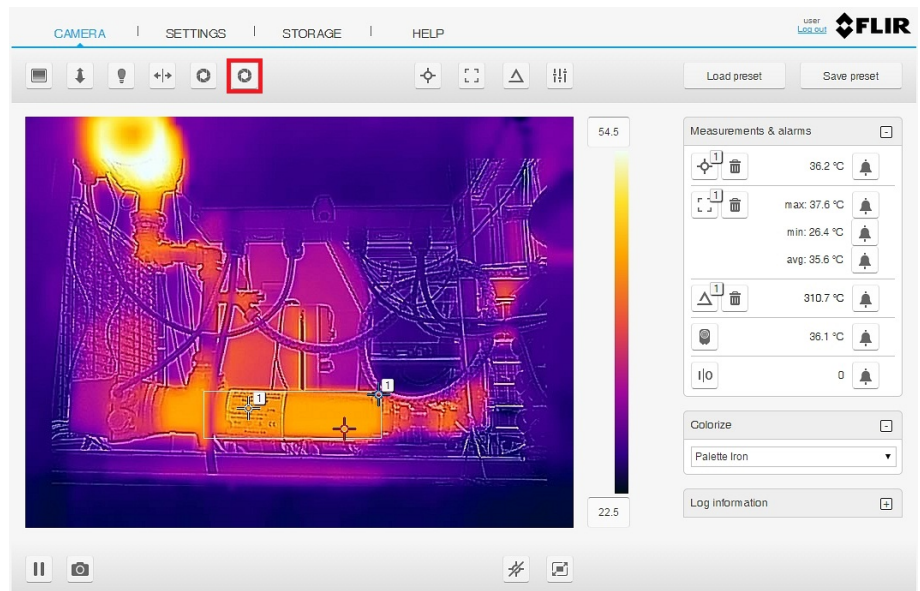 CAMERA SETTINGS STORAGE HELP
user
Log out
FLIR
Load preset Save preset
54.5
Measurements & alarms
1
36.2 °C
1
max: 37.6 °C
min: 26.4 °C
avg: 35.6 °C
1
310.7 °C
36.1 °C
I|O 0
1
1
Colorize
Palette Iron
Log information
22.5